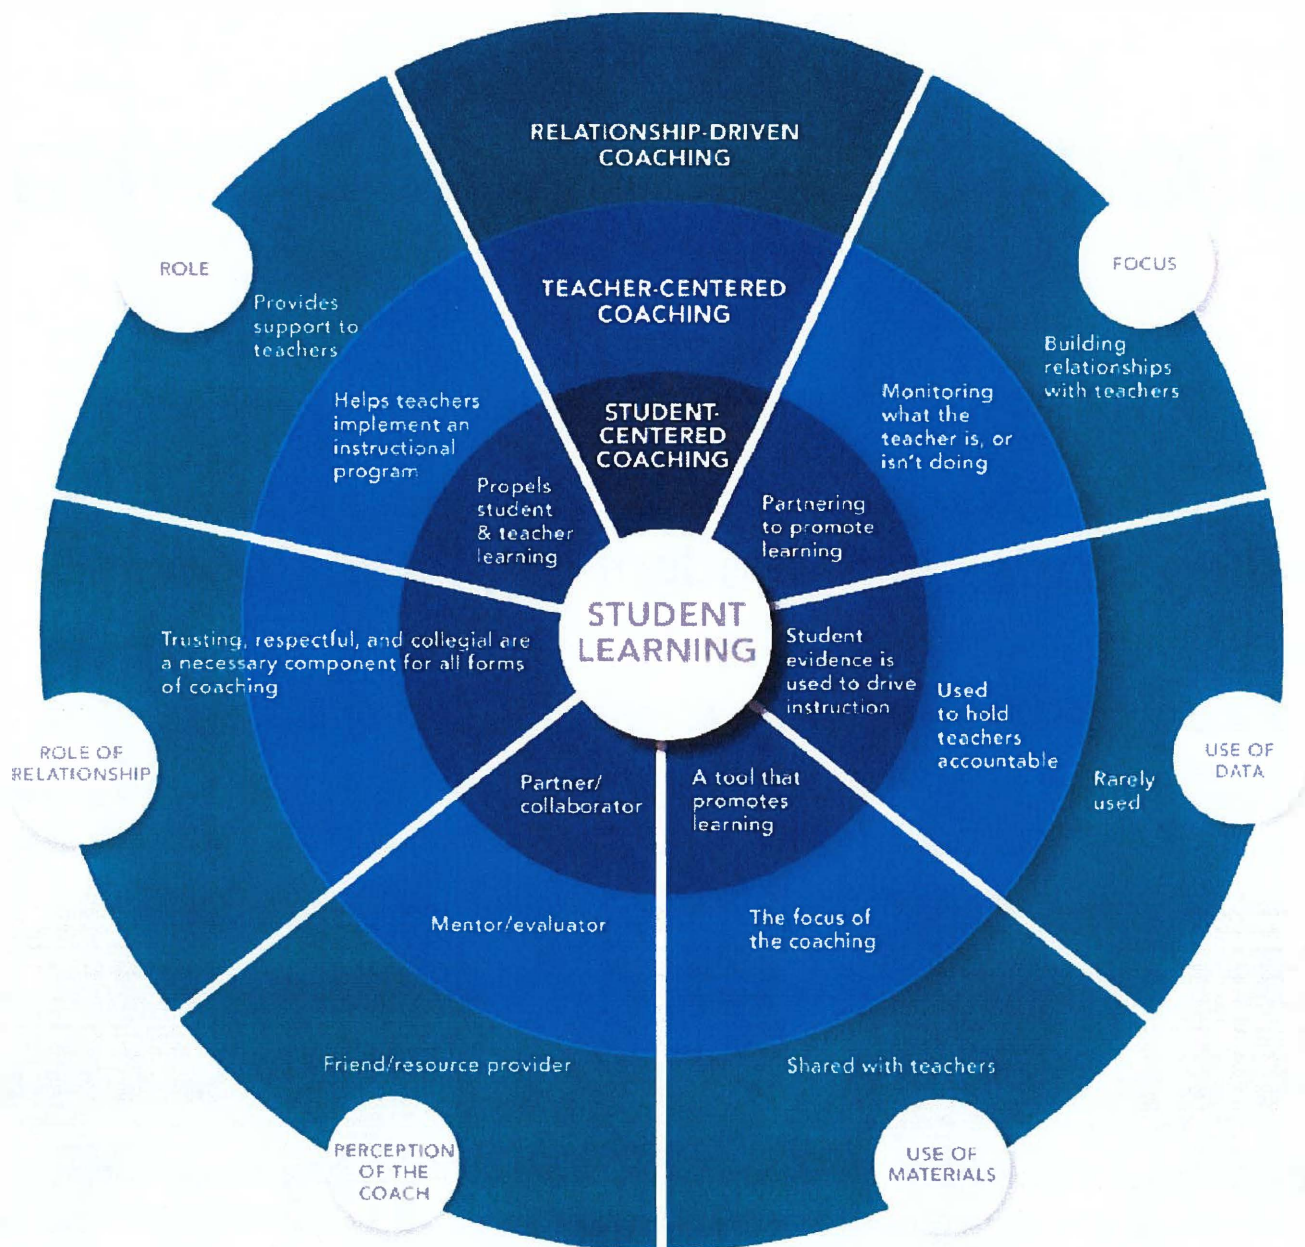 RELATIONSHIP-DRIVEN
COACHING
TEACHER-CENTERED
COACHING
STUDENT-
CENTERED
COACHING
STUDENT
LEARNING
FOCUS
Building
relationships
with teachers
Monitoring
what the
teacher is, or
isn't doing
Partnering
to promote
learning
USE OF
DATA
Rarely
used
Used
to hold
teachers
accountable
Student
evidence is
used to drive
instruction
USE OF
MATERIALS
Shared with teachers
The focus of
the coaching
A tool that
promotes
learning
PERCEPTION
OF THE
COACH
Friend/resource provider
Mentor/evaluator
Partner/
collaborator
ROLE OF
RELATIONSHIP
Trusting, respectful, and collegial are
a necessary component for all forms
of coaching
ROLE
Provides
support to
teachers
Helps teachers
implement an
instructional
program
Propels
student
& teacher
learning